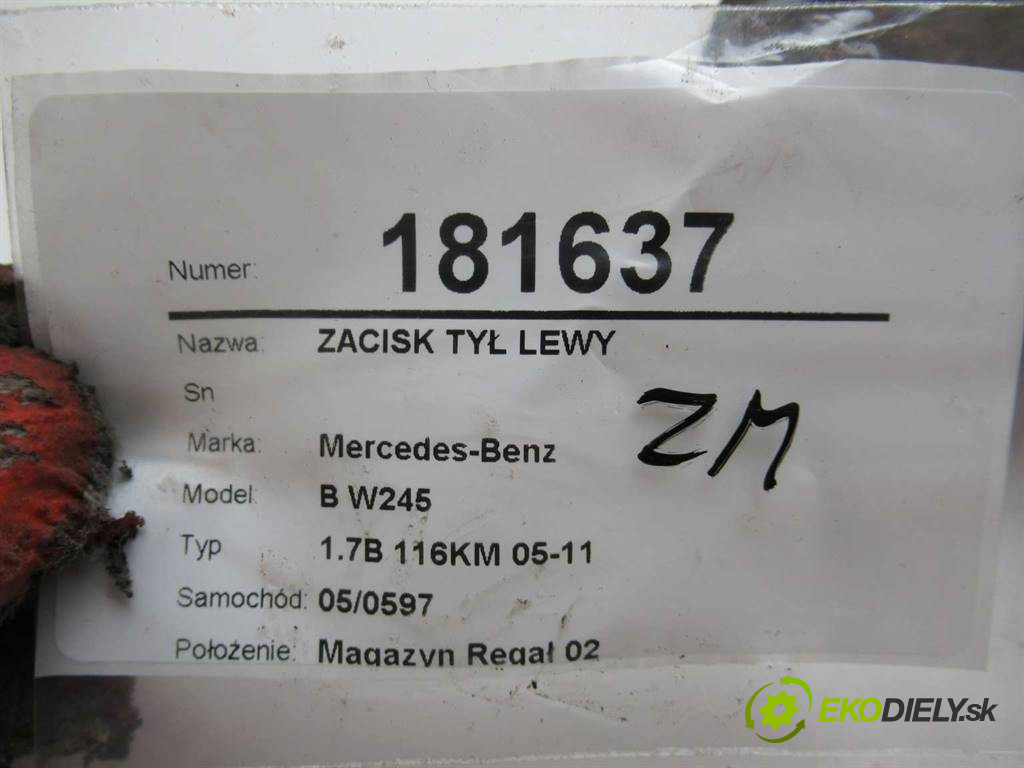 Numer: 181637
Nazwa: ZACISK TYŁ LEWY
Sn
ZM
Marka: Mercedes-Benz
Model: B W245
Typ 1.7B 116KM 05-11
Samochód: 05/0597
Położenie: Magazyn Regał 02
EKODIELY.sk